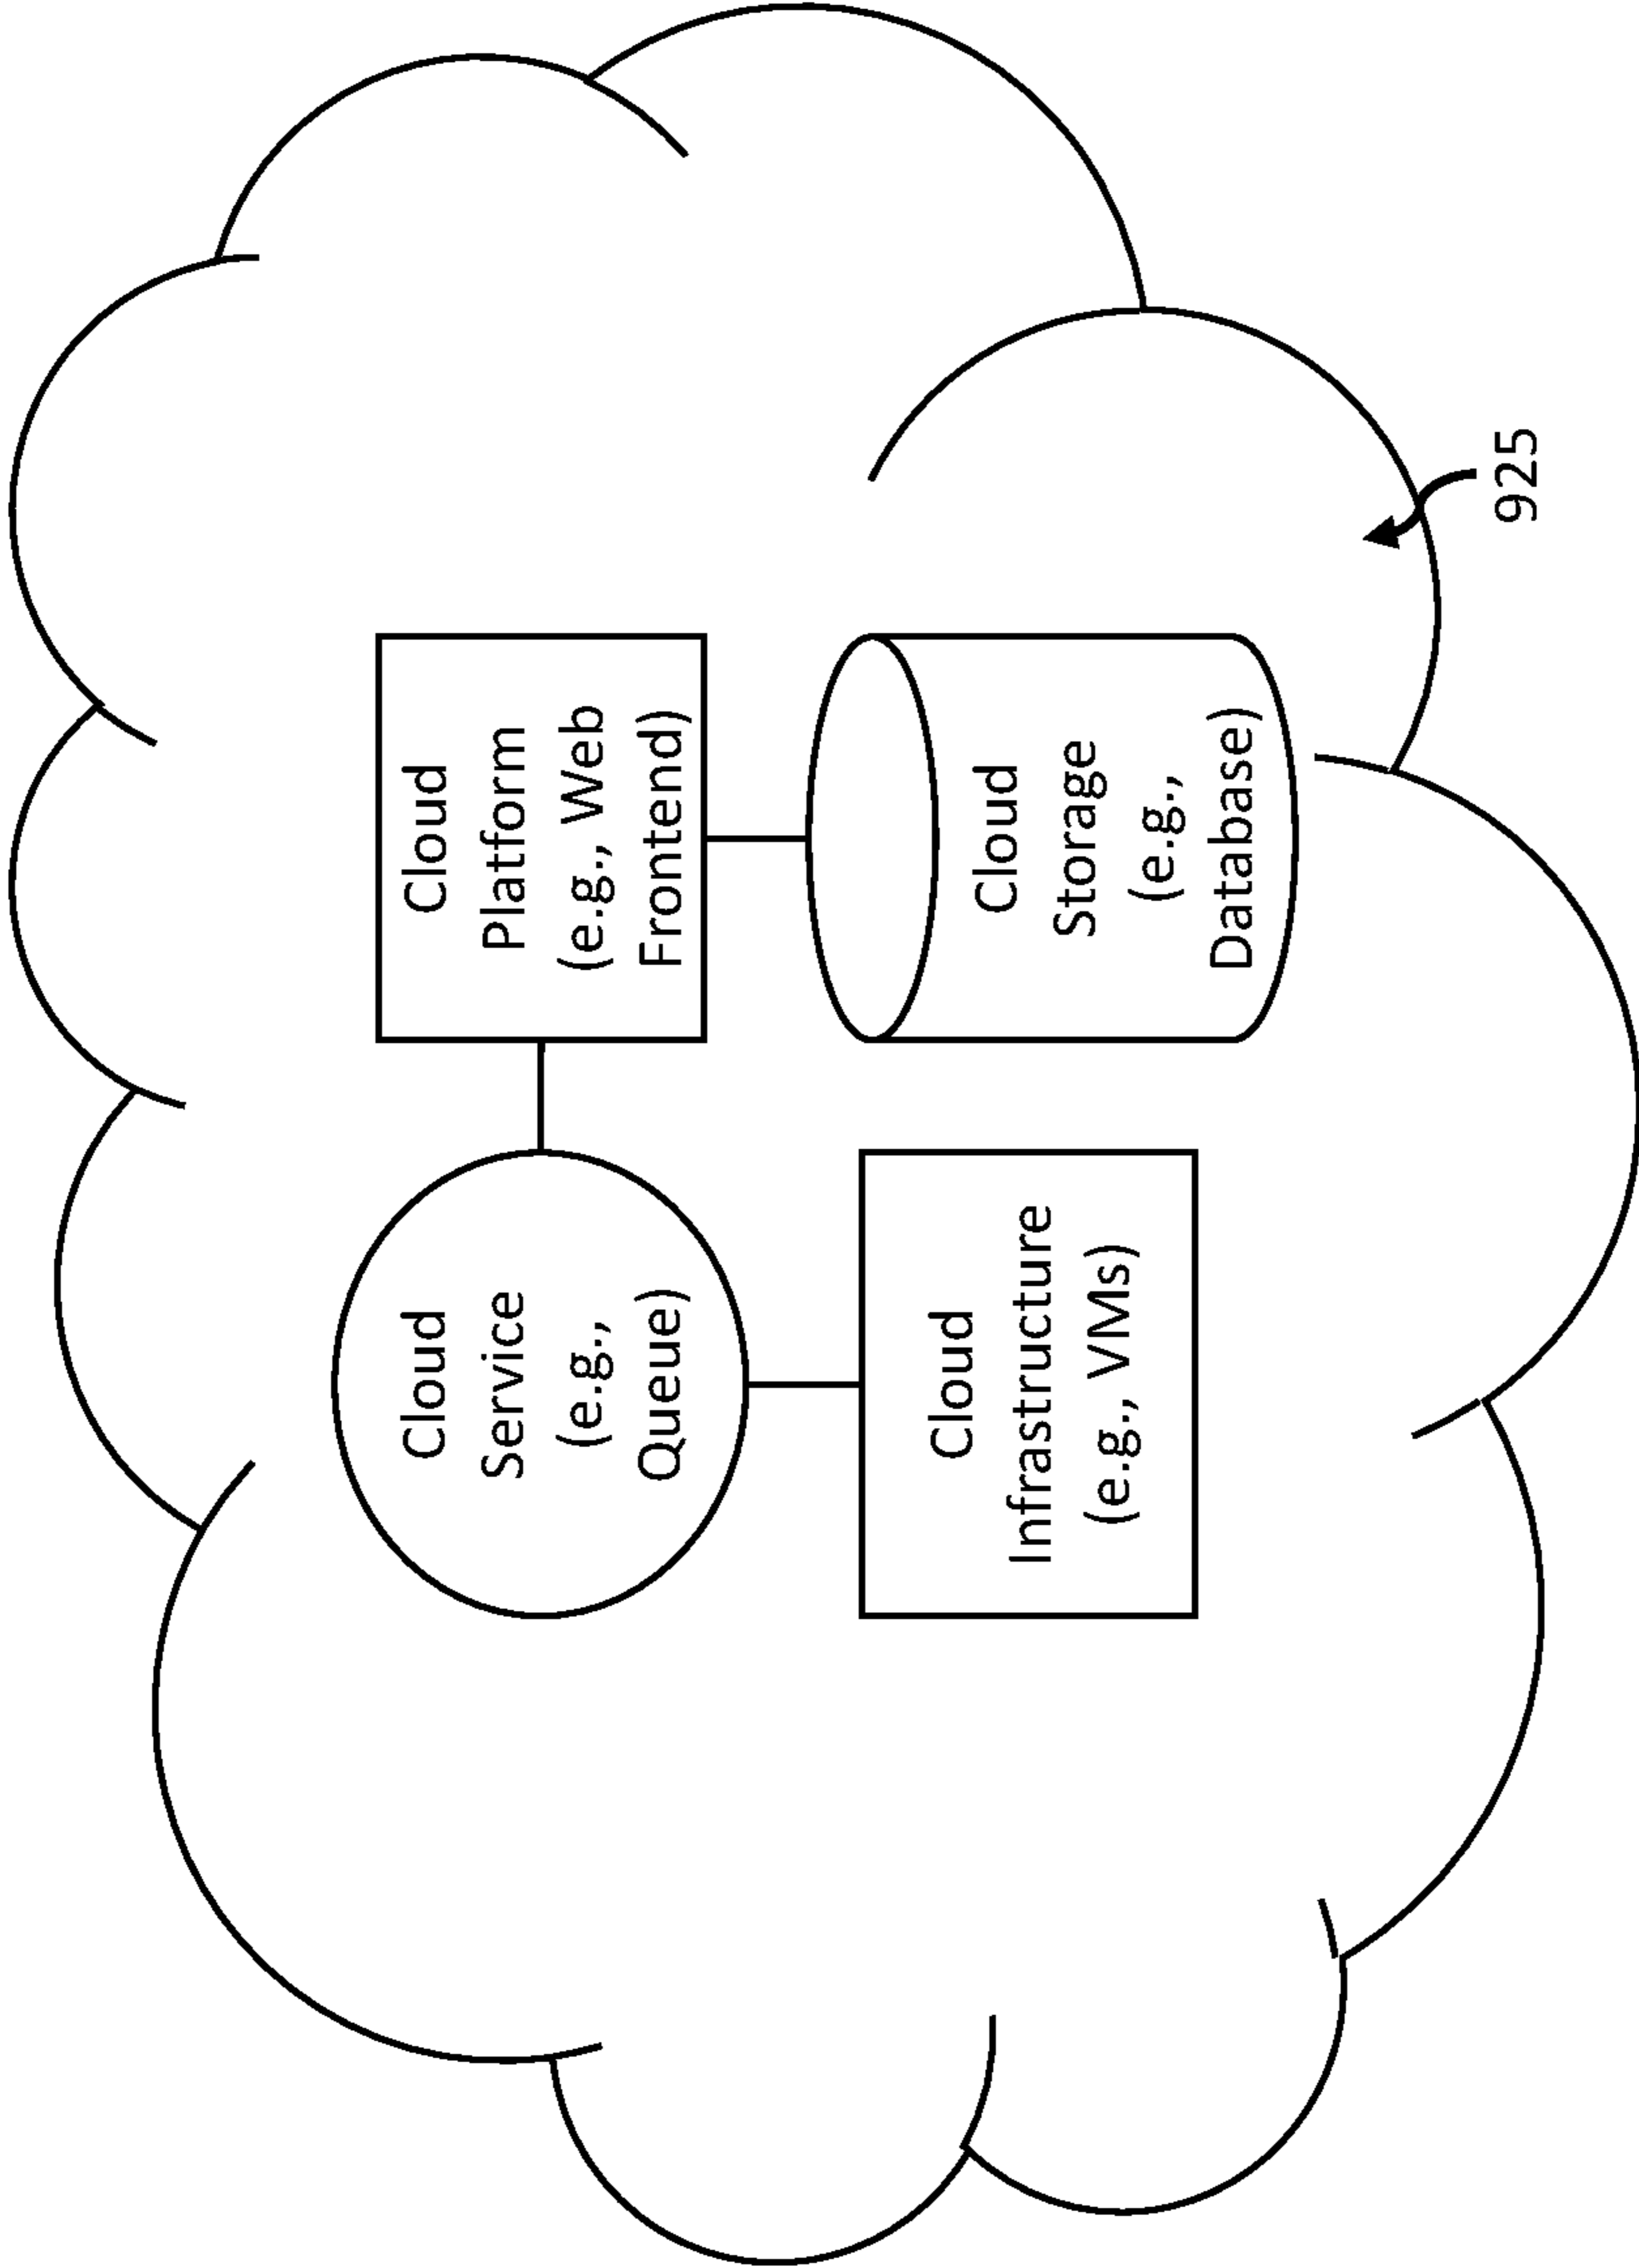 Cloud
Service
(e.g.,
Queue)
Cloud
Platform
(e.g., Web
Frontend)
Cloud
Infrastructure
(e.g., VMs)
Cloud
Storage
(e.g.,
Database)
925